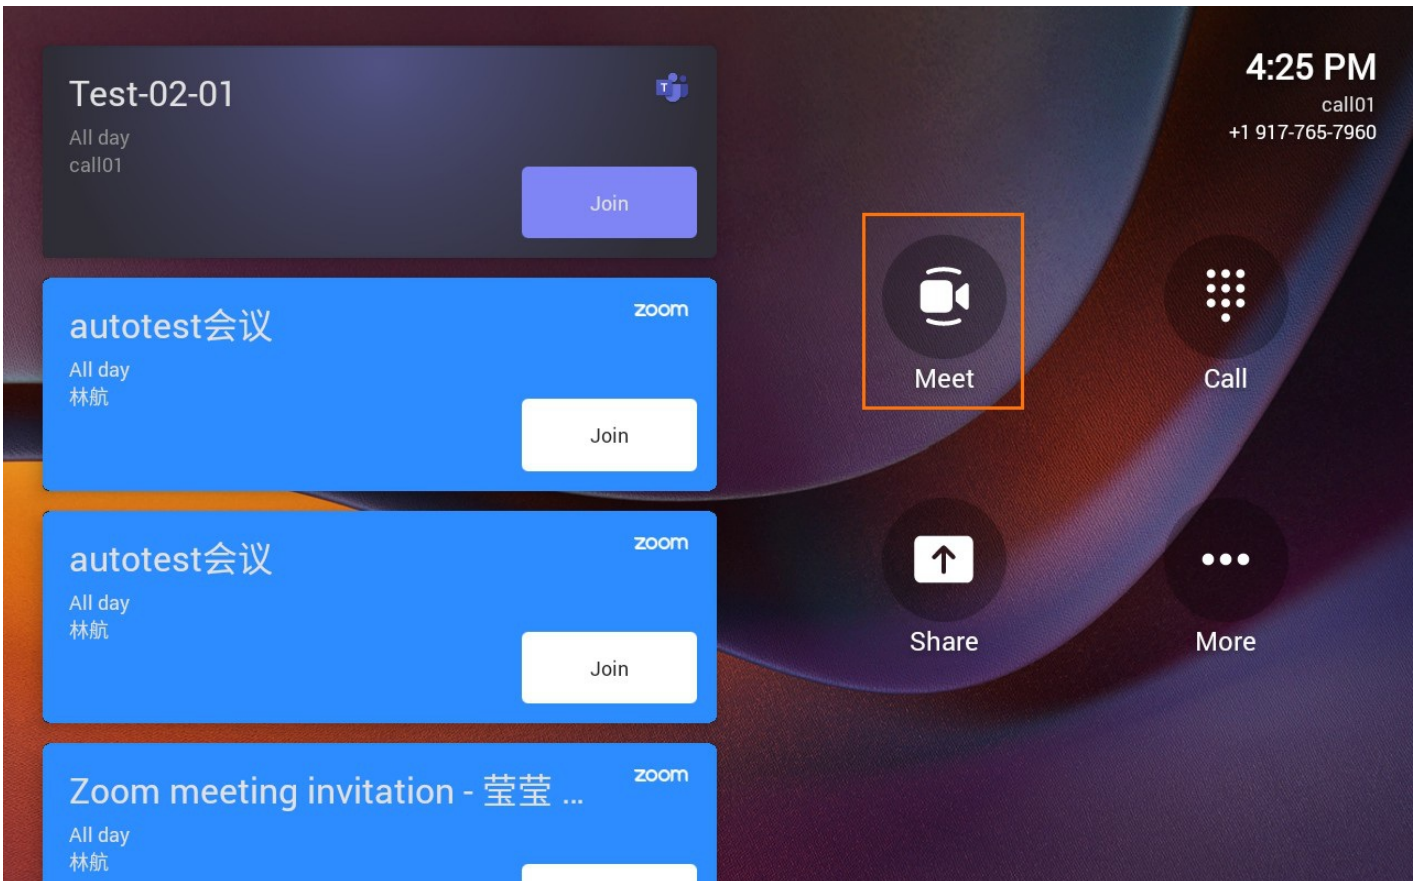 Test-02-01
All day
call01
Join
autotest会议
zoom
All day
林航
Join
autotest会议
zoom
All day
林航
Join
Zoom meeting invitation - 莹莹 ...
zoom
All day
林航
4:25 PM
call01
+1 917-765-7960
Meet
Call
Share
More